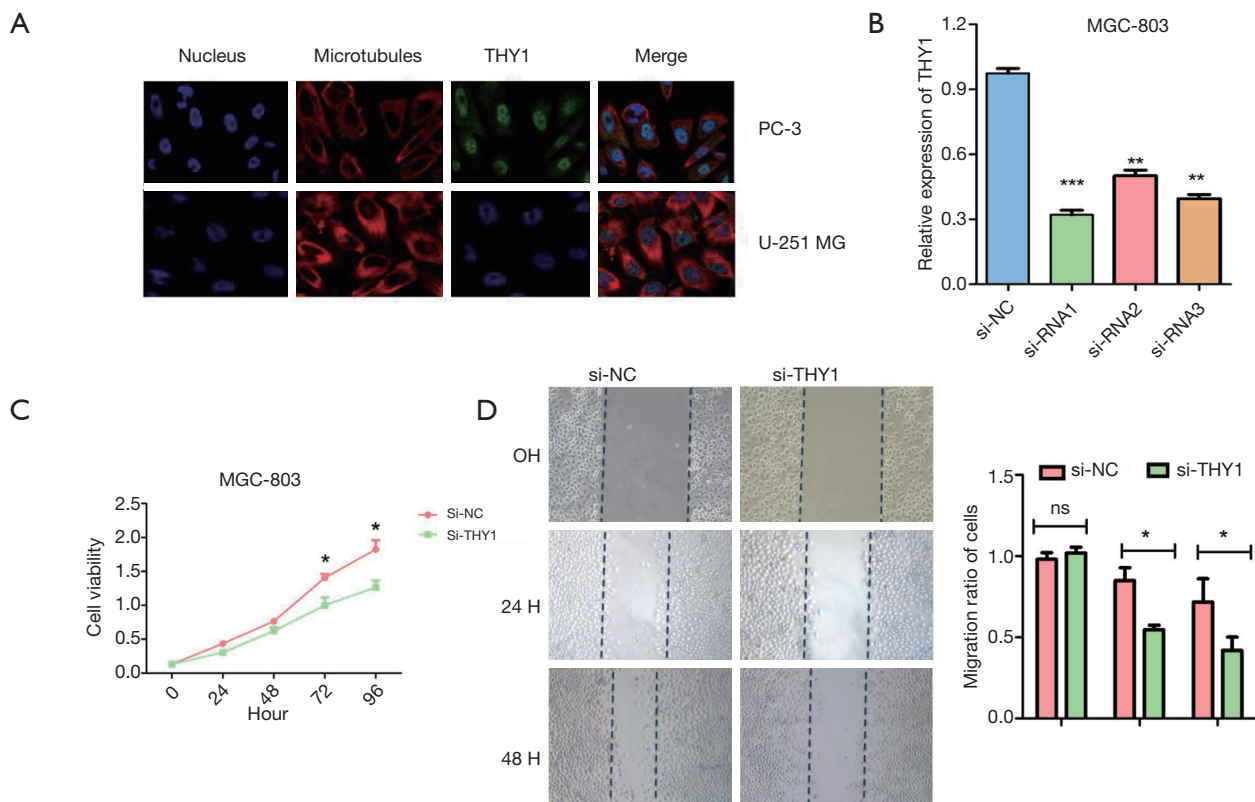 A
Nucleus Microtubules THY1 Merge
PC-3
U-251 MG
B
MGC-803
Relative expression of THY1
1.2
0.9
0.6
0.3
0.0
***
**
**
si-NC si-RNA1 si-RNA2 si-RNA3
C
MGC-803
Cell viability
2.5
2.0
1.5
1.0
0.5
0.0
* *
Si-NC
Si-THY1
0 24 48 72 96
Hour
D
si-NC si-THY1
OH
24 H
48 H
si-NC si-THY1
Migration ratio of cells
1.5
1.0
0.5
0.0
ns * *